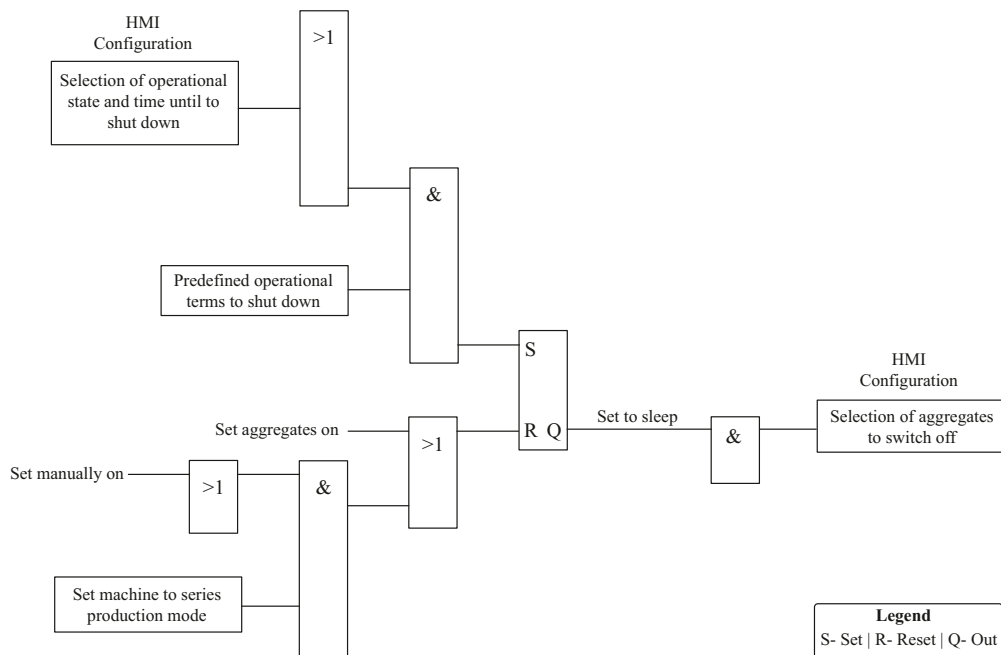 HMI
Configuration
Selection of operational
state and time until to
shut down
>1
&
Predefined operational
terms to shut down
S
R Q
Set to sleep
&
HMI
Configuration
Selection of aggregates
to switch off
Set aggregates on
>1
Set manually on
>1
&
Set machine to series
production mode
Legend
S- Set | R- Reset | Q- Out